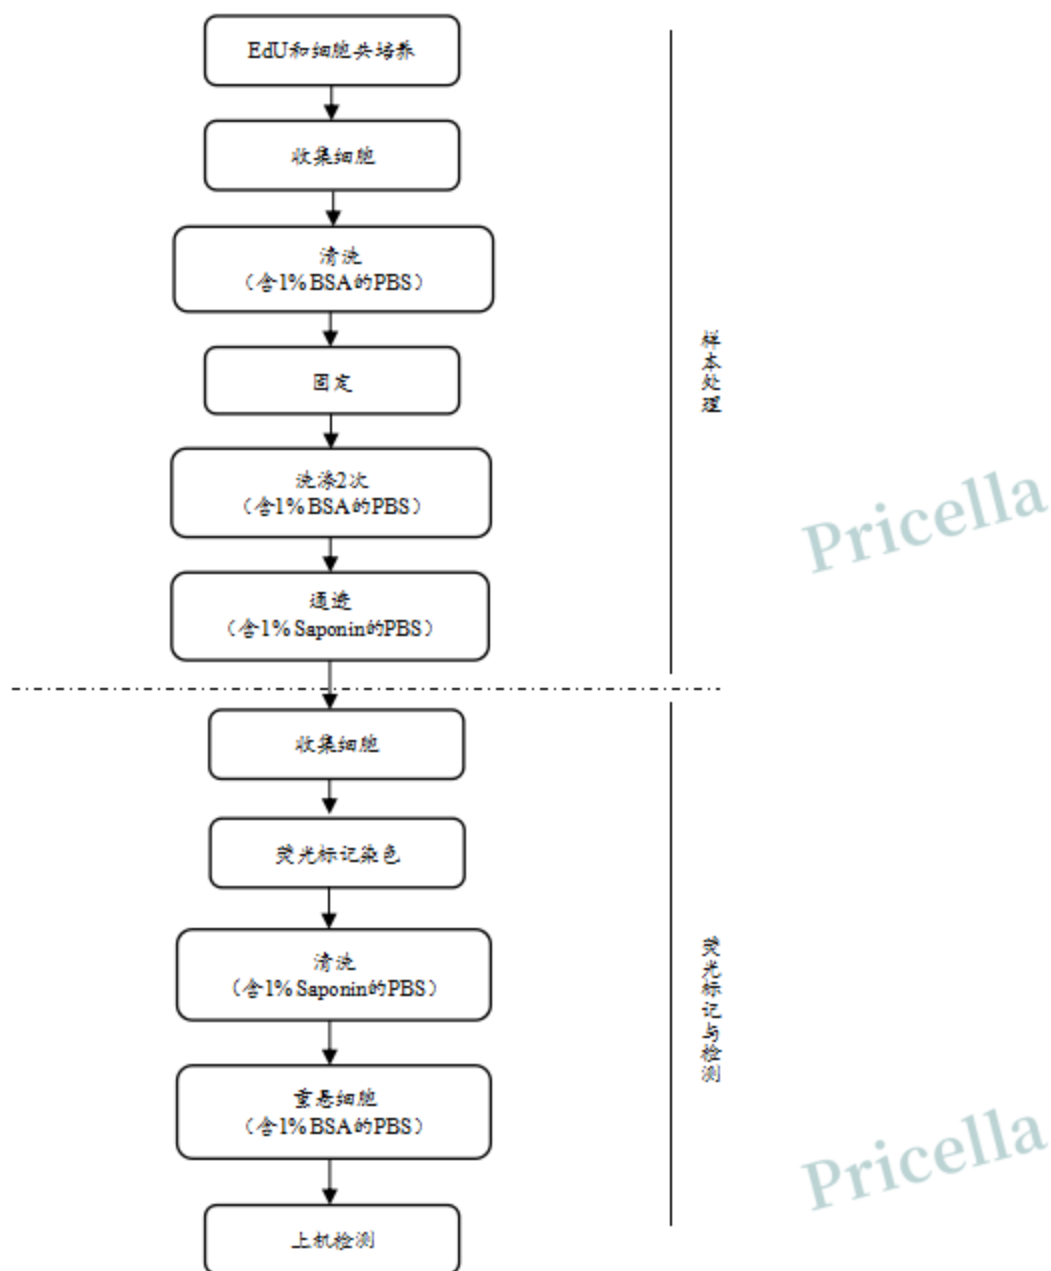 EdU和细胞共培养
收集细胞
清洗
（含1% BSA的PBS）
固定
洗涤2次
（含1% BSA的PBS）
通透
（含1% Saponin的PBS）
样本处理
Pricella
收集细胞
荧光标记染色
清洗
（含1% Saponin的PBS）
重悬细胞
（含1% BSA的PBS）
上机检测
荧光标记与检测
Pricella